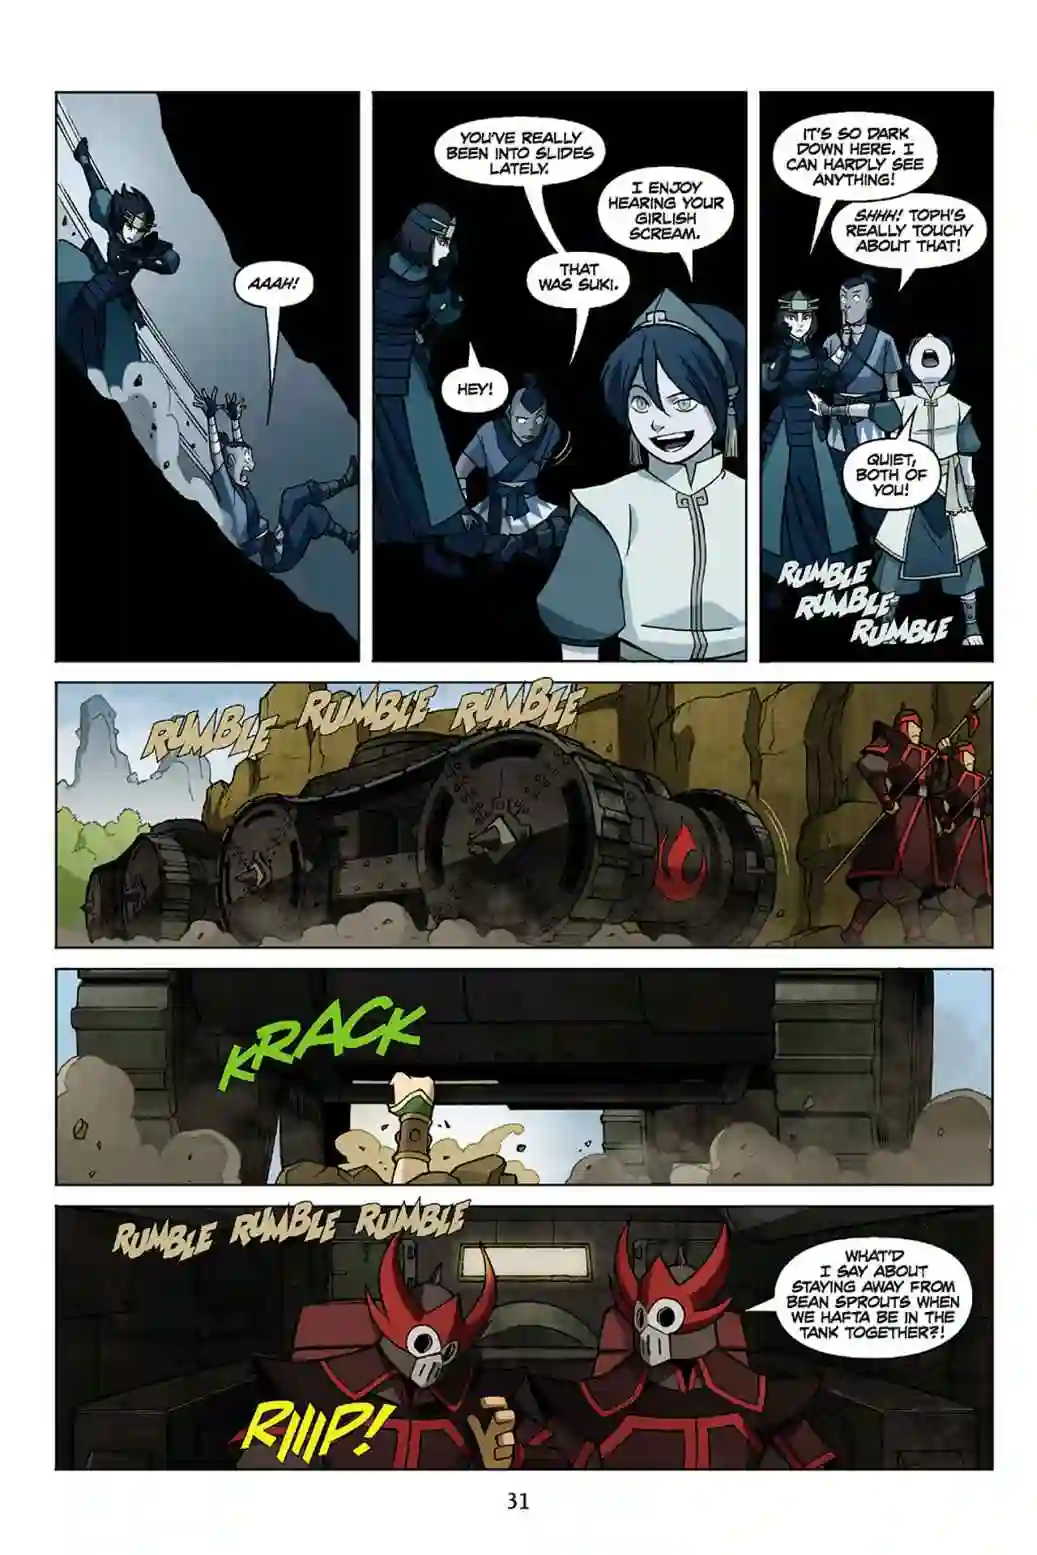 AAAH!
YOU'VE REALLY
BEEN INTO SLIDES
LATELY.
I ENJOY
HEARING YOUR
GIRLISH
SCREAM.
THAT
WAS SUKI.
HEY!
IT'S SO DARK
DOWN HERE. I
CAN HARDLY SEE
ANYTHING!
SHHH! TOPH'S
REALLY TOUCHY
ABOUT THAT!
QUIET,
BOTH OF
YOU!
RUMBLE
RUMBLE
RUMBLE
RUMBLE RUMBLE RUMBLE
KRACK
RUMBLE RUMBLE RUMBLE
WHAT'D
I SAY ABOUT
STAYING AWAY FROM
BEAN SPROUTS WHEN
WE HAFTA BE IN THE
TANK TOGETHER?!
RIIIP!
31